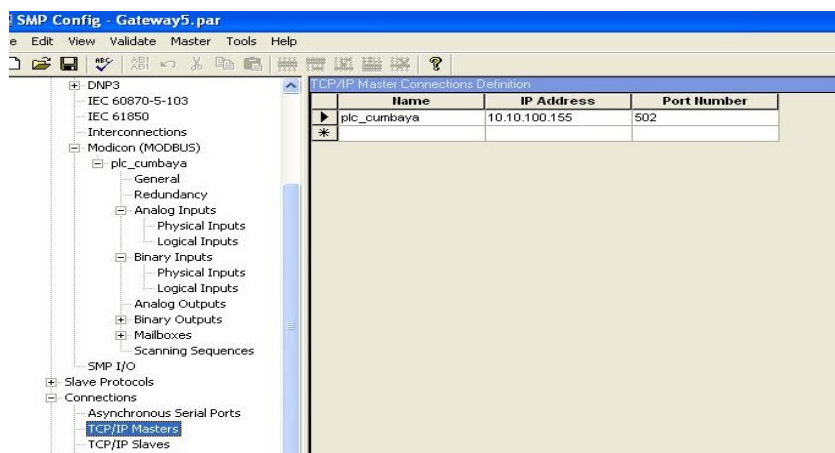 SMP Config - Gateway5.par
Edit View Validate Master Tools Help
DNP3
IEC 60870-5-103
IEC 61850
Interconnections
Modicon (MODBUS)
plc_cumbaya
General
Redundancy
Analog Inputs
Physical Inputs
Logical Inputs
Binary Inputs
Physical Inputs
Logical Inputs
Analog Outputs
Binary Outputs
Mailboxes
Scanning Sequences
SMP I/O
Slave Protocols
Connections
Asynchronous Serial Ports
TCP/IP Masters
TCP/IP Slaves
TCP/IP Master Connections Definition
Name IP Address Port Number
plc_cumbaya 10.10.100.155 502